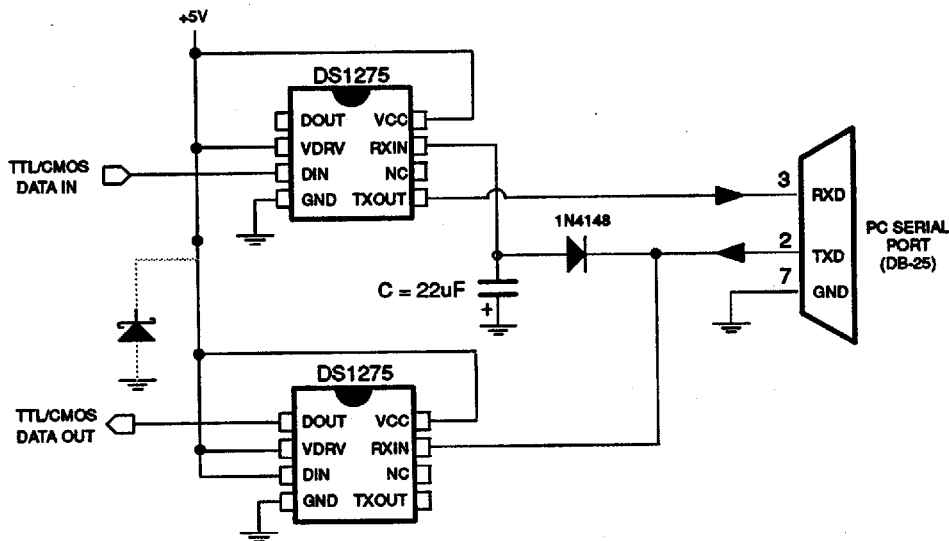 +5V
DS1275
DOUT VCC
VDRV RXIN
DIN NC
GND TXOUT
TTL/CMOS
DATA IN
3 RXD
2 TXD
7 GND
PC SERIAL
PORT
(DB-25)
1N4148
C = 22uF
+
DS1275
DOUT VCC
VDRV RXIN
DIN NC
GND TXOUT
TTL/CMOS
DATA OUT